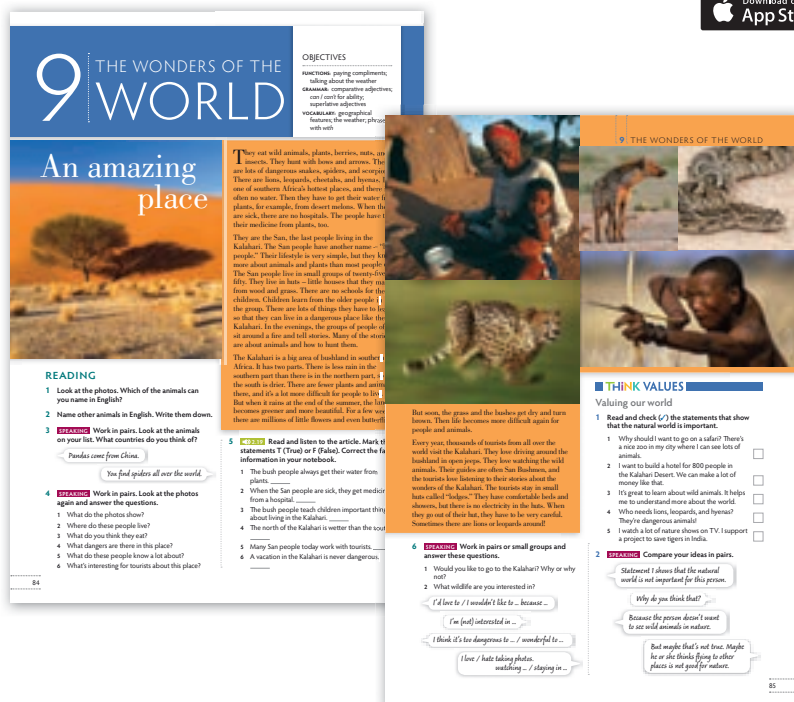 Download o
App St
9
THE WONDERS OF THE
WORLD
OBJECTIVES
FUNCTIONS: paying compliments;
talking about the weather
GRAMMAR: comparative adjectives;
can / can't for ability;
superlative adjectives
VOCABULARY: geographical
features; the weather; phrase
with with
An amazing
place
They eat wild animals, plants, berries, nuts, and
insects. They hunt with bows and arrows. The
are lots of dangerous snakes, spiders, and scorpio
There are lions, leopards, cheetahs, and hyenas. I
one of southern Africa's hottest places, and there
often no water. Then they have to get their water f
plants, for example, from desert melons. When the
are sick, there are no hospitals. The people have t
their medicine from plants, too.
They are the San, the last people living in the
Kalahari. The San people have another name – "b
people." Their lifestyle is very simple, but they kn
more about animals and plants than most people
The San people live in small groups of twenty-five
fifty. They live in huts – little houses that they ma
from wood and grass. There are no schools for the
children. Children learn from the older people i
the group. There are lots of things they have to le
so that they can live in a dangerous place like the
Kalahari. In the evenings, the groups of people of
sit around a fire and tell stories. Many of the storie
are about animals and how to hunt them.
The Kalahari is a big area of bushland in souther
Africa. It has two parts. There is less rain in the
southern part than there is in the northern part, s
the south is drier. There are fewer plants and anim
there, and it's a lot more difficult for people to liv
But when it rains at the end of the summer, the lan
becomes greener and more beautiful. For a few we
there are millions of little flowers and even butterfl
READING
1 Look at the photos. Which of the animals can
you name in English?
2 Name other animals in English. Write them down.
3 SPEAKING Work in pairs. Look at the animals
on your list. What countries do you think of?
Pandas come from China.
You find spiders all over the world.
4 SPEAKING Work in pairs. Look at the photos
again and answer the questions.
1 What do the photos show?
2 Where do these people live?
3 What do you think they eat?
4 What dangers are there in this place?
5 What do these people know a lot about?
6 What's interesting for tourists about this place?
84
5 Read and listen to the article. Mark th
statements T (True) or F (False). Correct the fa
information in your notebook.
1 The bush people always get their water from
plants. ______
2 When the San people are sick, they get medicin
from a hospital. ______
3 The bush people teach children important thing
about living in the Kalahari. ______
4 The north of the Kalahari is wetter than the sou
______
5 Many San people today work with tourists. ___
6 A vacation in the Kalahari is never dangerous.
______
9 THE WONDERS OF THE WORLD
But soon, the grass and the bushes get dry and turn
brown. Then life becomes more difficult again for
people and animals.
Every year, thousands of tourists from all over the
world visit the Kalahari. They love driving around the
bushland in open jeeps. They love watching the wild
animals. Their guides are often San Bushmen, and
the tourists love listening to their stories about the
wonders of the Kalahari. The tourists stay in small
huts called "lodges." They have comfortable beds and
showers, but there is no electricity in the huts. When
they go out of their hut, they have to be very careful.
Sometimes there are lions or leopards around!
6 SPEAKING Work in pairs or small groups and
answer these questions.
1 Would you like to go to the Kalahari? Why or why
not?
2 What wildlife are you interested in?
I'd love to / I wouldn't like to ... because ...
I'm (not) interested in ...
I think it's too dangerous to ... / wonderful to ...
I love / hate taking photos.
watching ... / staying in ...
THiNK VALUES
Valuing our world
1 Read and check (✓) the statements that show
that the natural world is important.
1 Why should I want to go on a safari? There's
a nice zoo in my city where I can see lots of
animals.
2 I want to build a hotel for 800 people in
the Kalahari Desert. We can make a lot of
money like that.
3 It's great to learn about wild animals. It helps
me to understand more about the world.
4 Who needs lions, leopards, and hyenas?
They're dangerous animals!
5 I watch a lot of nature shows on TV. I support
a project to save tigers in India.
2 SPEAKING Compare your ideas in pairs.
Statement 1 shows that the natural
world is not important for this person.
Why do you think that?
Because the person doesn't want
to see wild animals in nature.
But maybe that's not true. Maybe
he or she thinks flying to other
places is not good for nature.
85